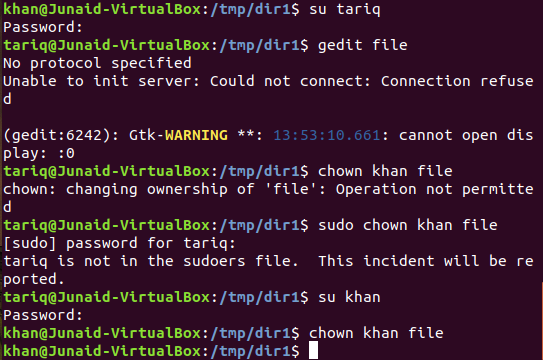 khan@Junaid-VirtualBox:/tmp/dir1$ su tariq
Password:
tariq@Junaid-VirtualBox:/tmp/dir1$ gedit file
No protocol specified
Unable to init server: Could not connect: Connection refuse
d
(gedit:6242): Gtk-WARNING **: 13:53:10.661: cannot open dis
play: :0
tariq@Junaid-VirtualBox:/tmp/dir1$ chown khan file
chown: changing ownership of 'file': Operation not permitte
d
tariq@Junaid-VirtualBox:/tmp/dir1$ sudo chown khan file
[sudo] password for tariq:
tariq is not in the sudoers file.  This incident will be re
ported.
tariq@Junaid-VirtualBox:/tmp/dir1$ su khan
Password:
khan@Junaid-VirtualBox:/tmp/dir1$ chown khan file
khan@Junaid-VirtualBox:/tmp/dir1$